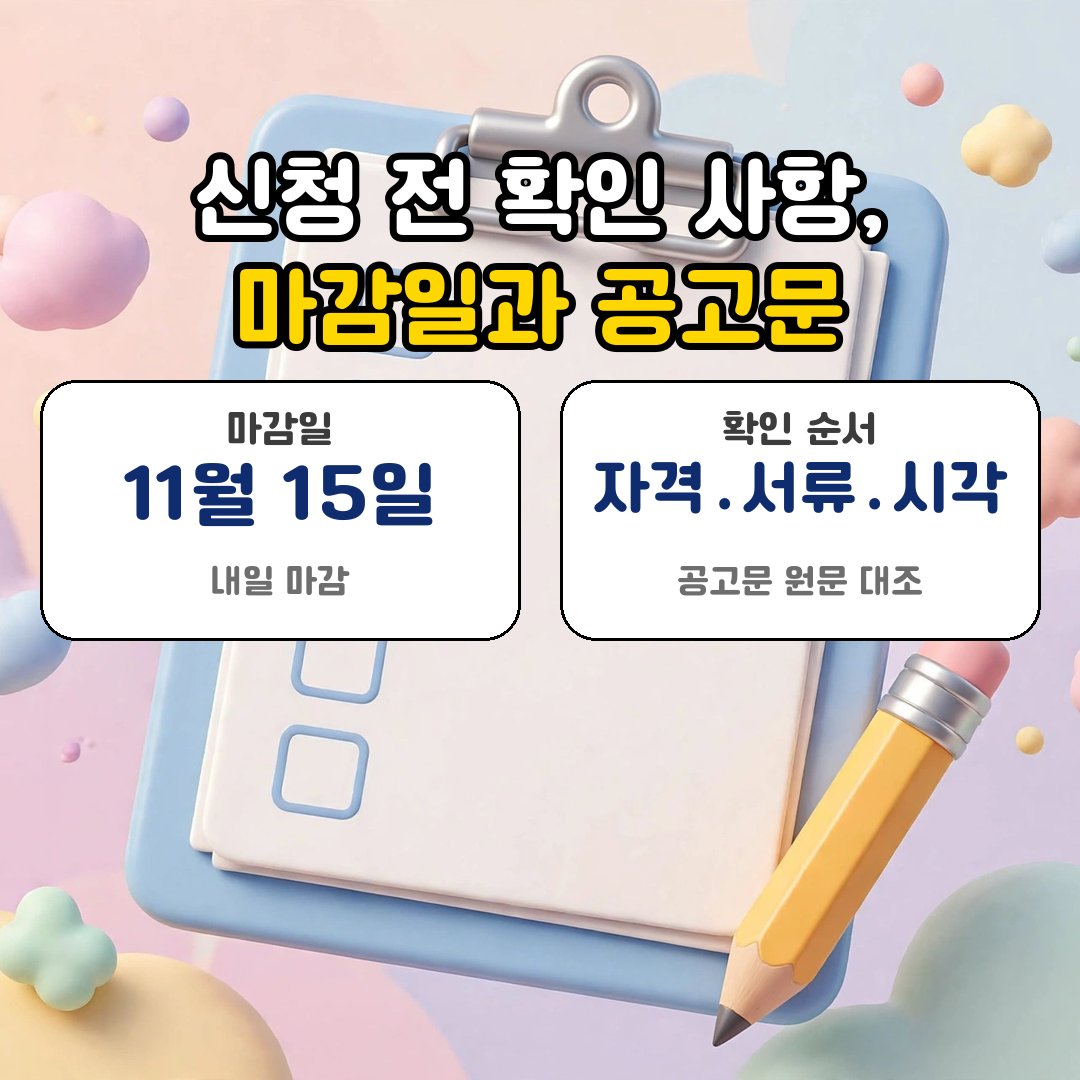 신청 전 확인 사항,
마감일과 공고문
마감일
11월 15일
내일 마감
확인 순서
자격.서류.시각
공고문 원문 대조